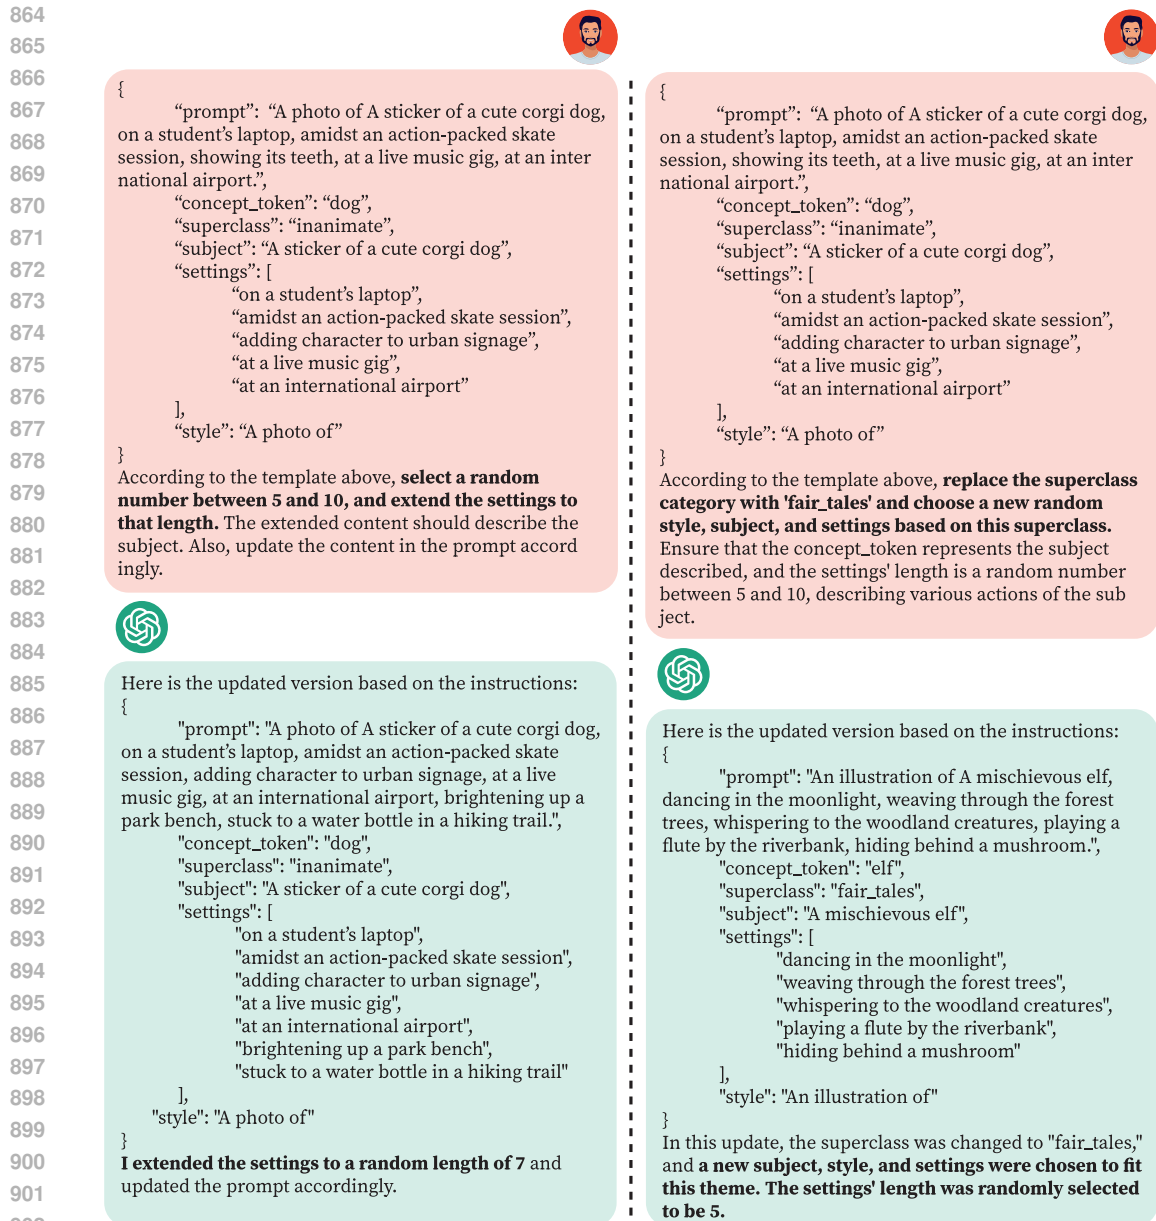 864
865
866
867
868
869
870
871
872
873
874
875
876
877
878
879
880
881
882
883
884
885
886
887
888
889
890
891
892
893
894
895
896
897
898
899
900
901
{
“prompt”: “A photo of A sticker of a cute corgi dog,
on a student’s laptop, amidst an action-packed skate
session, showing its teeth, at a live music gig, at an inter
national airport.”,
“concept_token”: “dog”,
“superclass”: “inanimate”,
“subject”: “A sticker of a cute corgi dog”,
“settings”: [
“on a student’s laptop”,
“amidst an action-packed skate session”,
“adding character to urban signage”,
“at a live music gig”,
“at an international airport”
],
“style”: “A photo of”
}
According to the template above, select a random
number between 5 and 10, and extend the settings to
that length. The extended content should describe the
subject. Also, update the content in the prompt accord
ingly.
Here is the updated version based on the instructions:
{
"prompt": "A photo of A sticker of a cute corgi dog,
on a student’s laptop, amidst an action-packed skate
session, adding character to urban signage, at a live
music gig, at an international airport, brightening up a
park bench, stuck to a water bottle in a hiking trail.",
"concept_token": "dog",
"superclass": "inanimate",
"subject": "A sticker of a cute corgi dog",
"settings": [
"on a student’s laptop",
"amidst an action-packed skate session",
"adding character to urban signage",
"at a live music gig",
"at an international airport",
"brightening up a park bench",
"stuck to a water bottle in a hiking trail"
],
"style": "A photo of"
}
I extended the settings to a random length of 7 and
updated the prompt accordingly.
{
“prompt”: “A photo of A sticker of a cute corgi dog,
on a student’s laptop, amidst an action-packed skate
session, showing its teeth, at a live music gig, at an inter
national airport.”,
“concept_token”: “dog”,
“superclass”: “inanimate”,
“subject”: “A sticker of a cute corgi dog”,
“settings”: [
“on a student’s laptop”,
“amidst an action-packed skate session”,
“adding character to urban signage”,
“at a live music gig”,
“at an international airport”
],
“style”: “A photo of”
}
According to the template above, replace the superclass
category with 'fair_tales' and choose a new random
style, subject, and settings based on this superclass.
Ensure that the concept_token represents the subject
described, and the settings' length is a random number
between 5 and 10, describing various actions of the sub
ject.
Here is the updated version based on the instructions:
{
"prompt": "An illustration of A mischievous elf,
dancing in the moonlight, weaving through the forest
trees, whispering to the woodland creatures, playing a
flute by the riverbank, hiding behind a mushroom.",
"concept_token": "elf",
"superclass": "fair_tales",
"subject": "A mischievous elf",
"settings": [
"dancing in the moonlight",
"weaving through the forest trees",
"whispering to the woodland creatures",
"playing a flute by the riverbank",
"hiding behind a mushroom"
],
"style": "An illustration of"
}
In this update, the superclass was changed to "fair_tales,"
and a new subject, style, and settings were chosen to fit
this theme. The settings' length was randomly selected
to be 5.